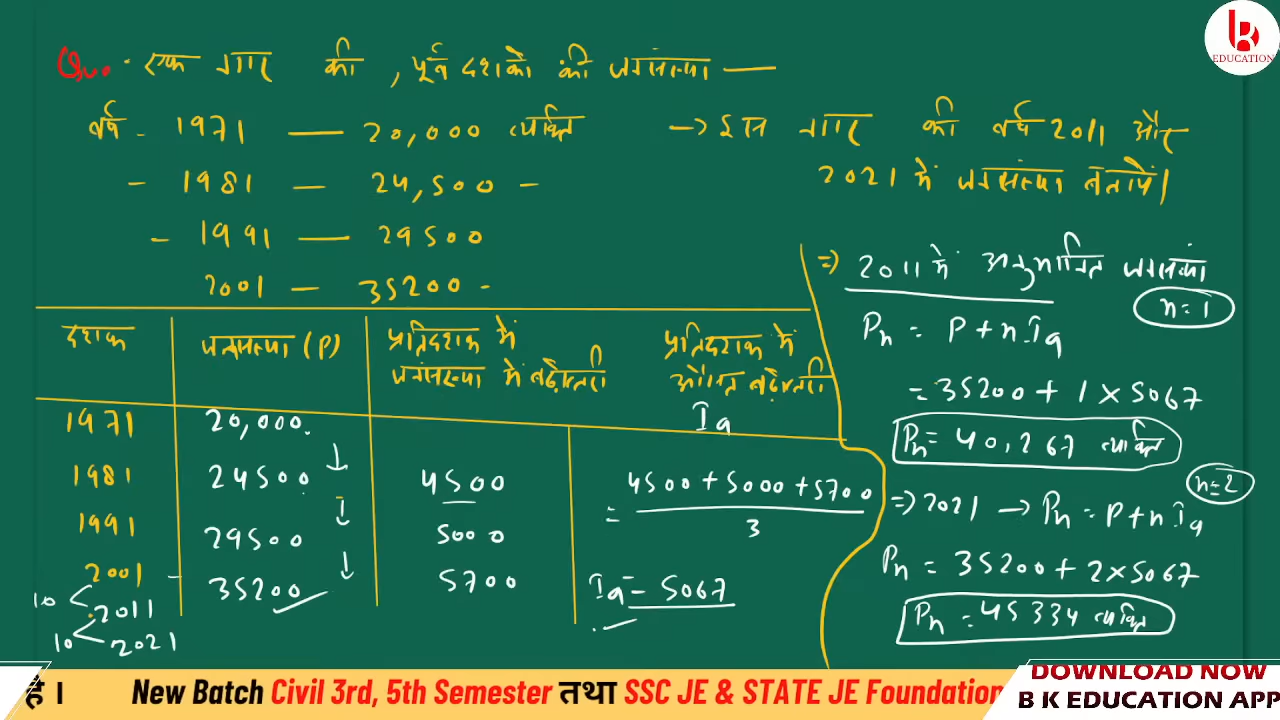 Que. एक नगर की, पूर्व दशकों की जनसंख्या —
वर्ष - 1971 — 20,000 व्यक्ति
- 1981 — 24,500 -
- 1991 — 29500
2001 — 35200 -
→ इस नगर की वर्ष 2011 और
2021 में जनसंख्या बतायें।
दशक
जनसंख्या (P)
प्रतिदशक में
जनसंख्या में बढ़ोत्तरी
प्रतिदशक में
औसत बढ़ोत्तरी
Ia
1971 20,000.
1981 24500 4500
1991 29500 5000
2001 - 35200 5700
10 2011
10 2021
= 4500 + 5000 + 5700
3
Ia = 5067
⇒ 2011 में अनुमानित जनसंख्या
n=1
Pn = P + n Ia
= 35200 + 1 × 5067
Pn = 40,267 व्यक्ति
n=2
⇒ 2021 → Pn = P + n Ia
Pn = 35200 + 2 × 5067
Pn = 45334 व्यक्ति
b
EDUCATION
है । New Batch Civil 3rd, 5th Semester तथा SSC JE & STATE JE Foundation
DOWNLOAD NOW
B K EDUCATION APP